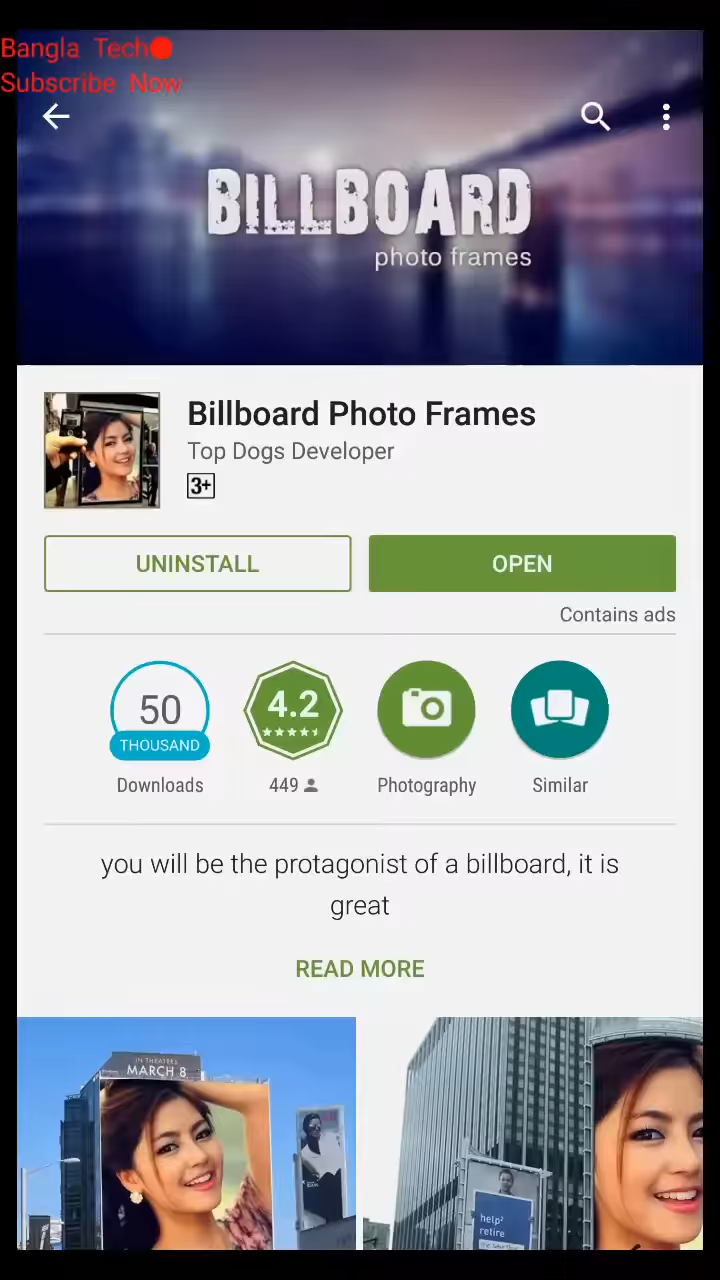 Bangla Tech
Subscribe Now
BILLBOARD
photo frames
Billboard Photo Frames
Top Dogs Developer
3+
UNINSTALL
OPEN
Contains ads
50
THOUSAND
4.2
Downloads
449
Photography
Similar
you will be the protagonist of a billboard, it is
great
READ MORE
IN THEATERS
MARCH 8
help²
retire